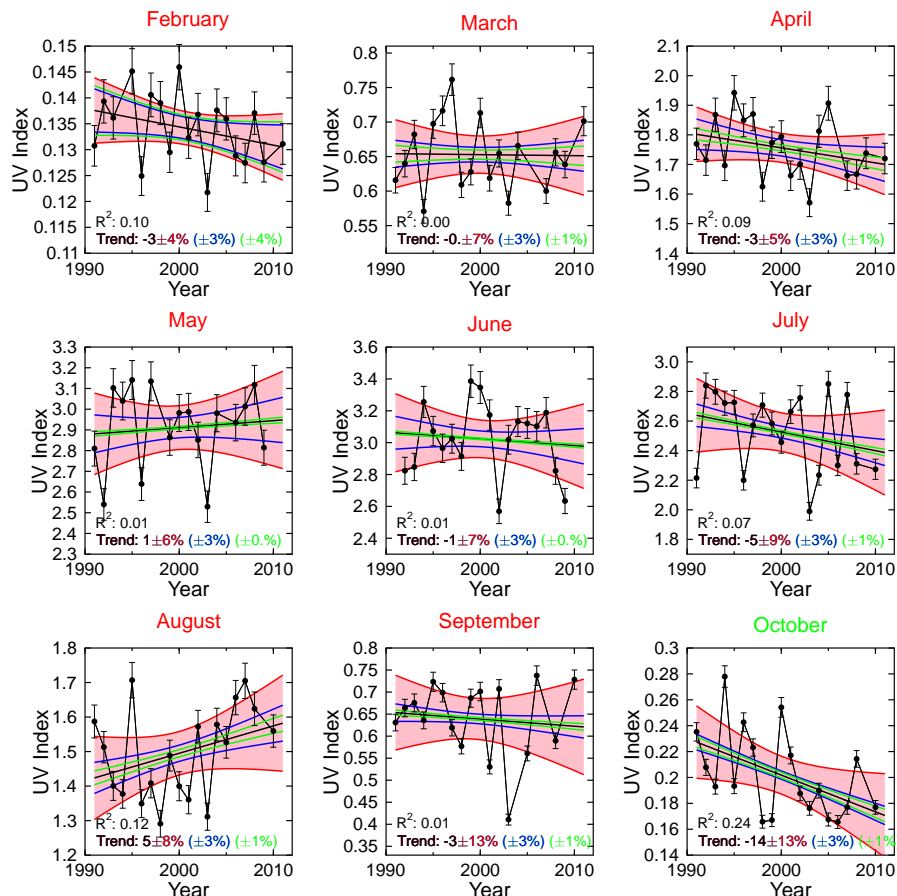 February
UV Index
0.15
0.145
0.14
0.135
0.13
0.125
0.12
0.115
0.11
R²: 0.10
Trend: -3±4% (±3%) (±4%)
1990 2000 2010
Year
March
UV Index
0.8
0.75
0.7
0.65
0.6
0.55
0.5
R²: 0.00
Trend: -0.±7% (±3%) (±1%)
1990 2000 2010
Year
April
UV Index
2.1
2.0
1.9
1.8
1.7
1.6
1.5
1.4
R²: 0.09
Trend: -3±5% (±3%) (±1%)
1990 2000 2010
Year
May
UV Index
3.3
3.2
3.1
3.0
2.9
2.8
2.7
2.6
2.5
2.4
2.3
R²: 0.01
Trend: 1±6% (±3%) (±0.%)
1990 2000 2010
Year
June
UV Index
3.6
3.4
3.2
3.0
2.8
2.6
2.4
R²: 0.01
Trend: -1±7% (±3%) (±0.%)
1990 2000 2010
Year
July
UV Index
3.0
2.8
2.6
2.4
2.2
2.0
1.8
R²: 0.07
Trend: -5±9% (±3%) (±1%)
1990 2000 2010
Year
August
UV Index
1.8
1.7
1.6
1.5
1.4
1.3
1.2
R²: 0.12
Trend: 5±8% (±3%) (±1%)
1990 2000 2010
Year
September
UV Index
0.8
0.75
0.7
0.65
0.6
0.55
0.5
0.45
0.4
0.35
0.3
R²: 0.01
Trend: -3±13% (±3%) (±1%)
1990 2000 2010
Year
October
UV Index
0.3
0.28
0.26
0.24
0.22
0.2
0.18
0.16
0.14
R²: 0.24
Trend: -14±13% (±3%) (±1%)
1990 2000 2010
Year